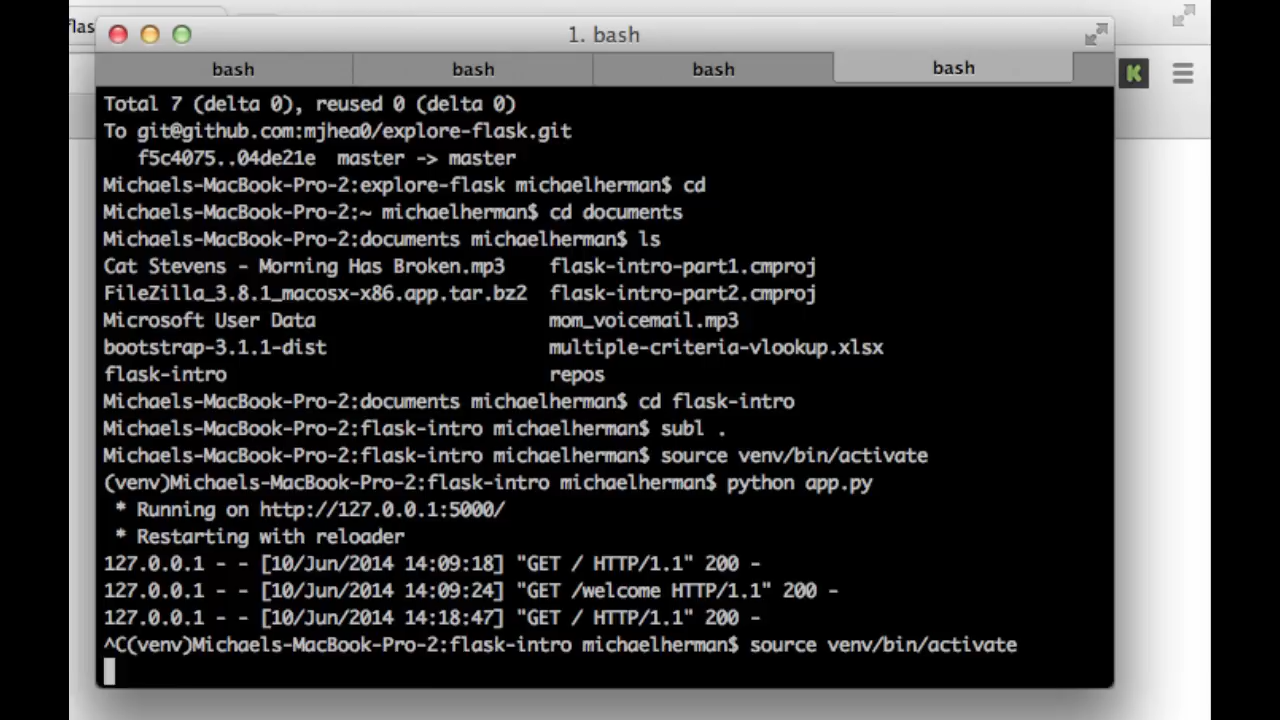 flas
1. bash
bash bash bash bash
K
Total 7 (delta 0), reused 0 (delta 0)
To git@github.com:mjhea0/explore-flask.git
f5c4075..04de21e master -> master
Michaels-MacBook-Pro-2:explore-flask michaelherman$ cd
Michaels-MacBook-Pro-2:~ michaelherman$ cd documents
Michaels-MacBook-Pro-2:documents michaelherman$ ls
Cat Stevens - Morning Has Broken.mp3 flask-intro-part1.cmproj
FileZilla_3.8.1_macosx-x86.app.tar.bz2 flask-intro-part2.cmproj
Microsoft User Data mom_voicemail.mp3
bootstrap-3.1.1-dist multiple-criteria-vlookup.xlsx
flask-intro repos
Michaels-MacBook-Pro-2:documents michaelherman$ cd flask-intro
Michaels-MacBook-Pro-2:flask-intro michaelherman$ subl .
Michaels-MacBook-Pro-2:flask-intro michaelherman$ source venv/bin/activate
(venv)Michaels-MacBook-Pro-2:flask-intro michaelherman$ python app.py
* Running on http://127.0.0.1:5000/
* Restarting with reloader
127.0.0.1 - - [10/Jun/2014 14:09:18] "GET / HTTP/1.1" 200 -
127.0.0.1 - - [10/Jun/2014 14:09:24] "GET /welcome HTTP/1.1" 200 -
127.0.0.1 - - [10/Jun/2014 14:18:47] "GET / HTTP/1.1" 200 -
^C(venv)Michaels-MacBook-Pro-2:flask-intro michaelherman$ source venv/bin/activate